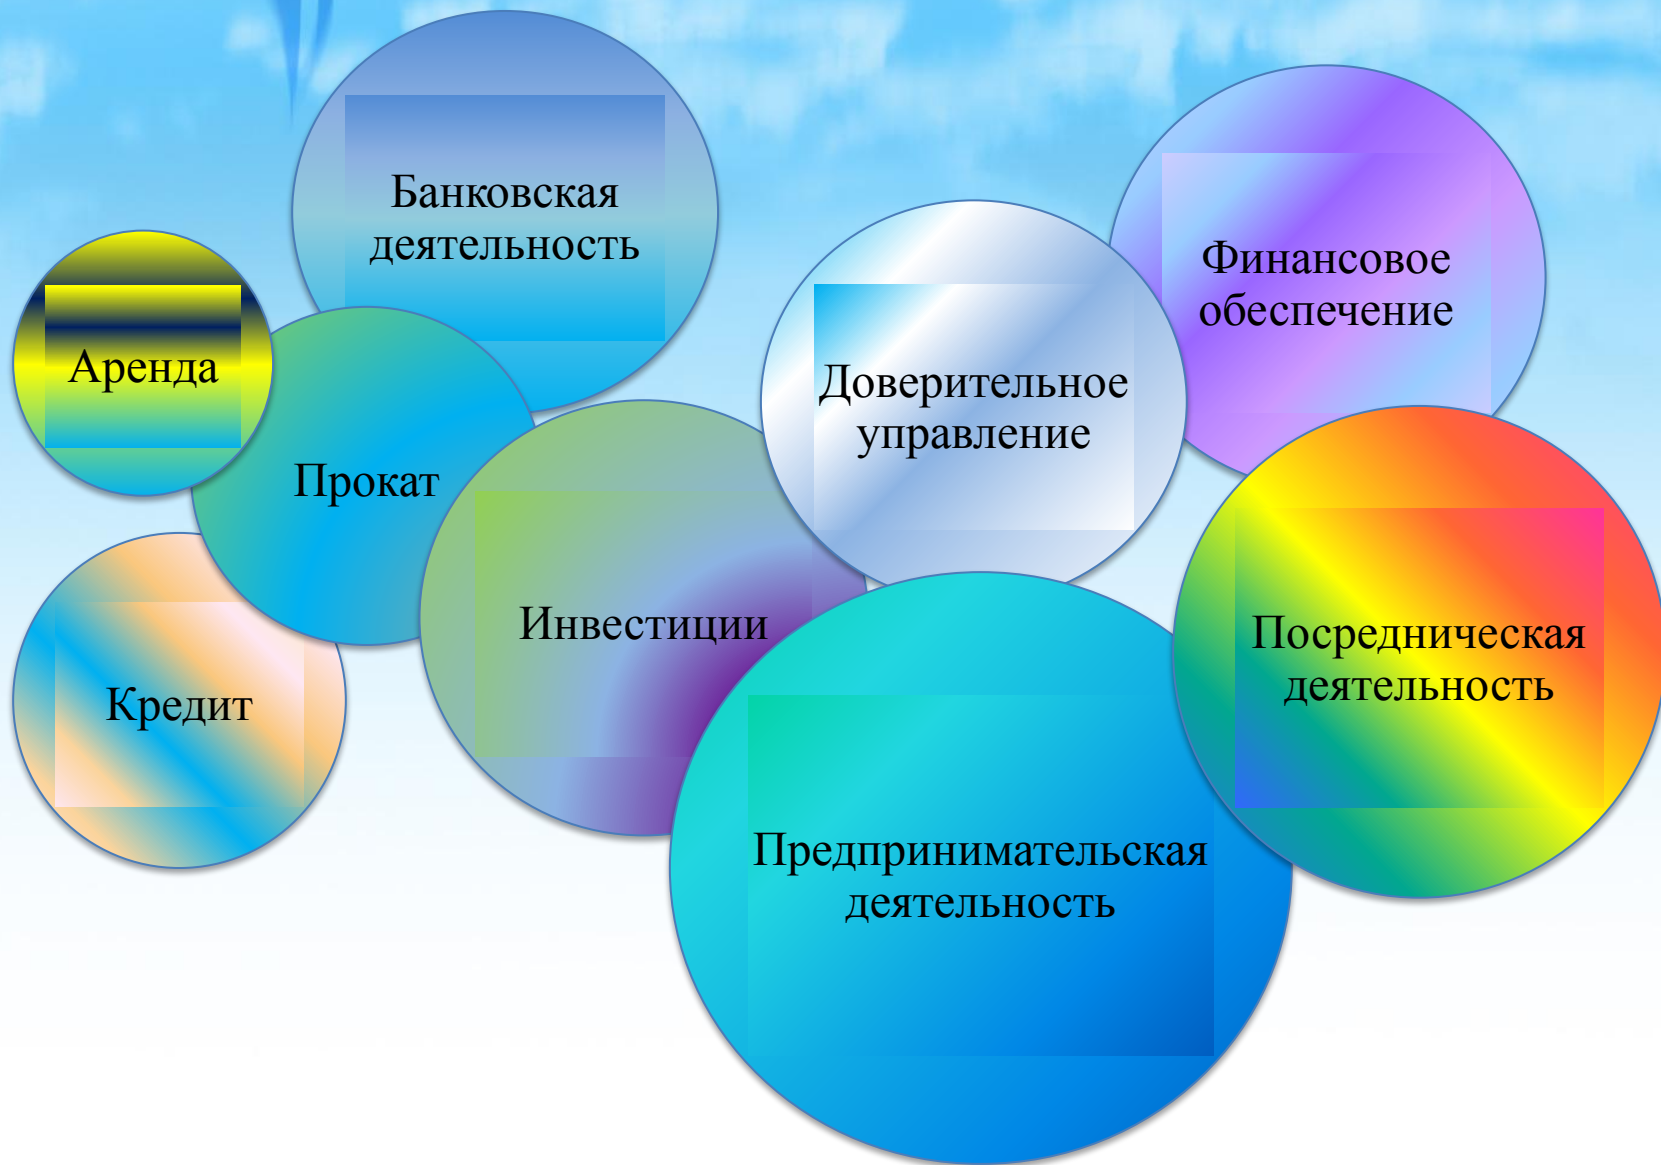 Банковская
деятельность
Финансовое
обеспечение
Аренда
Доверительное
управление
Прокат
Инвестиции
Посредническая
деятельность
Кредит
Предпринимательская
деятельность